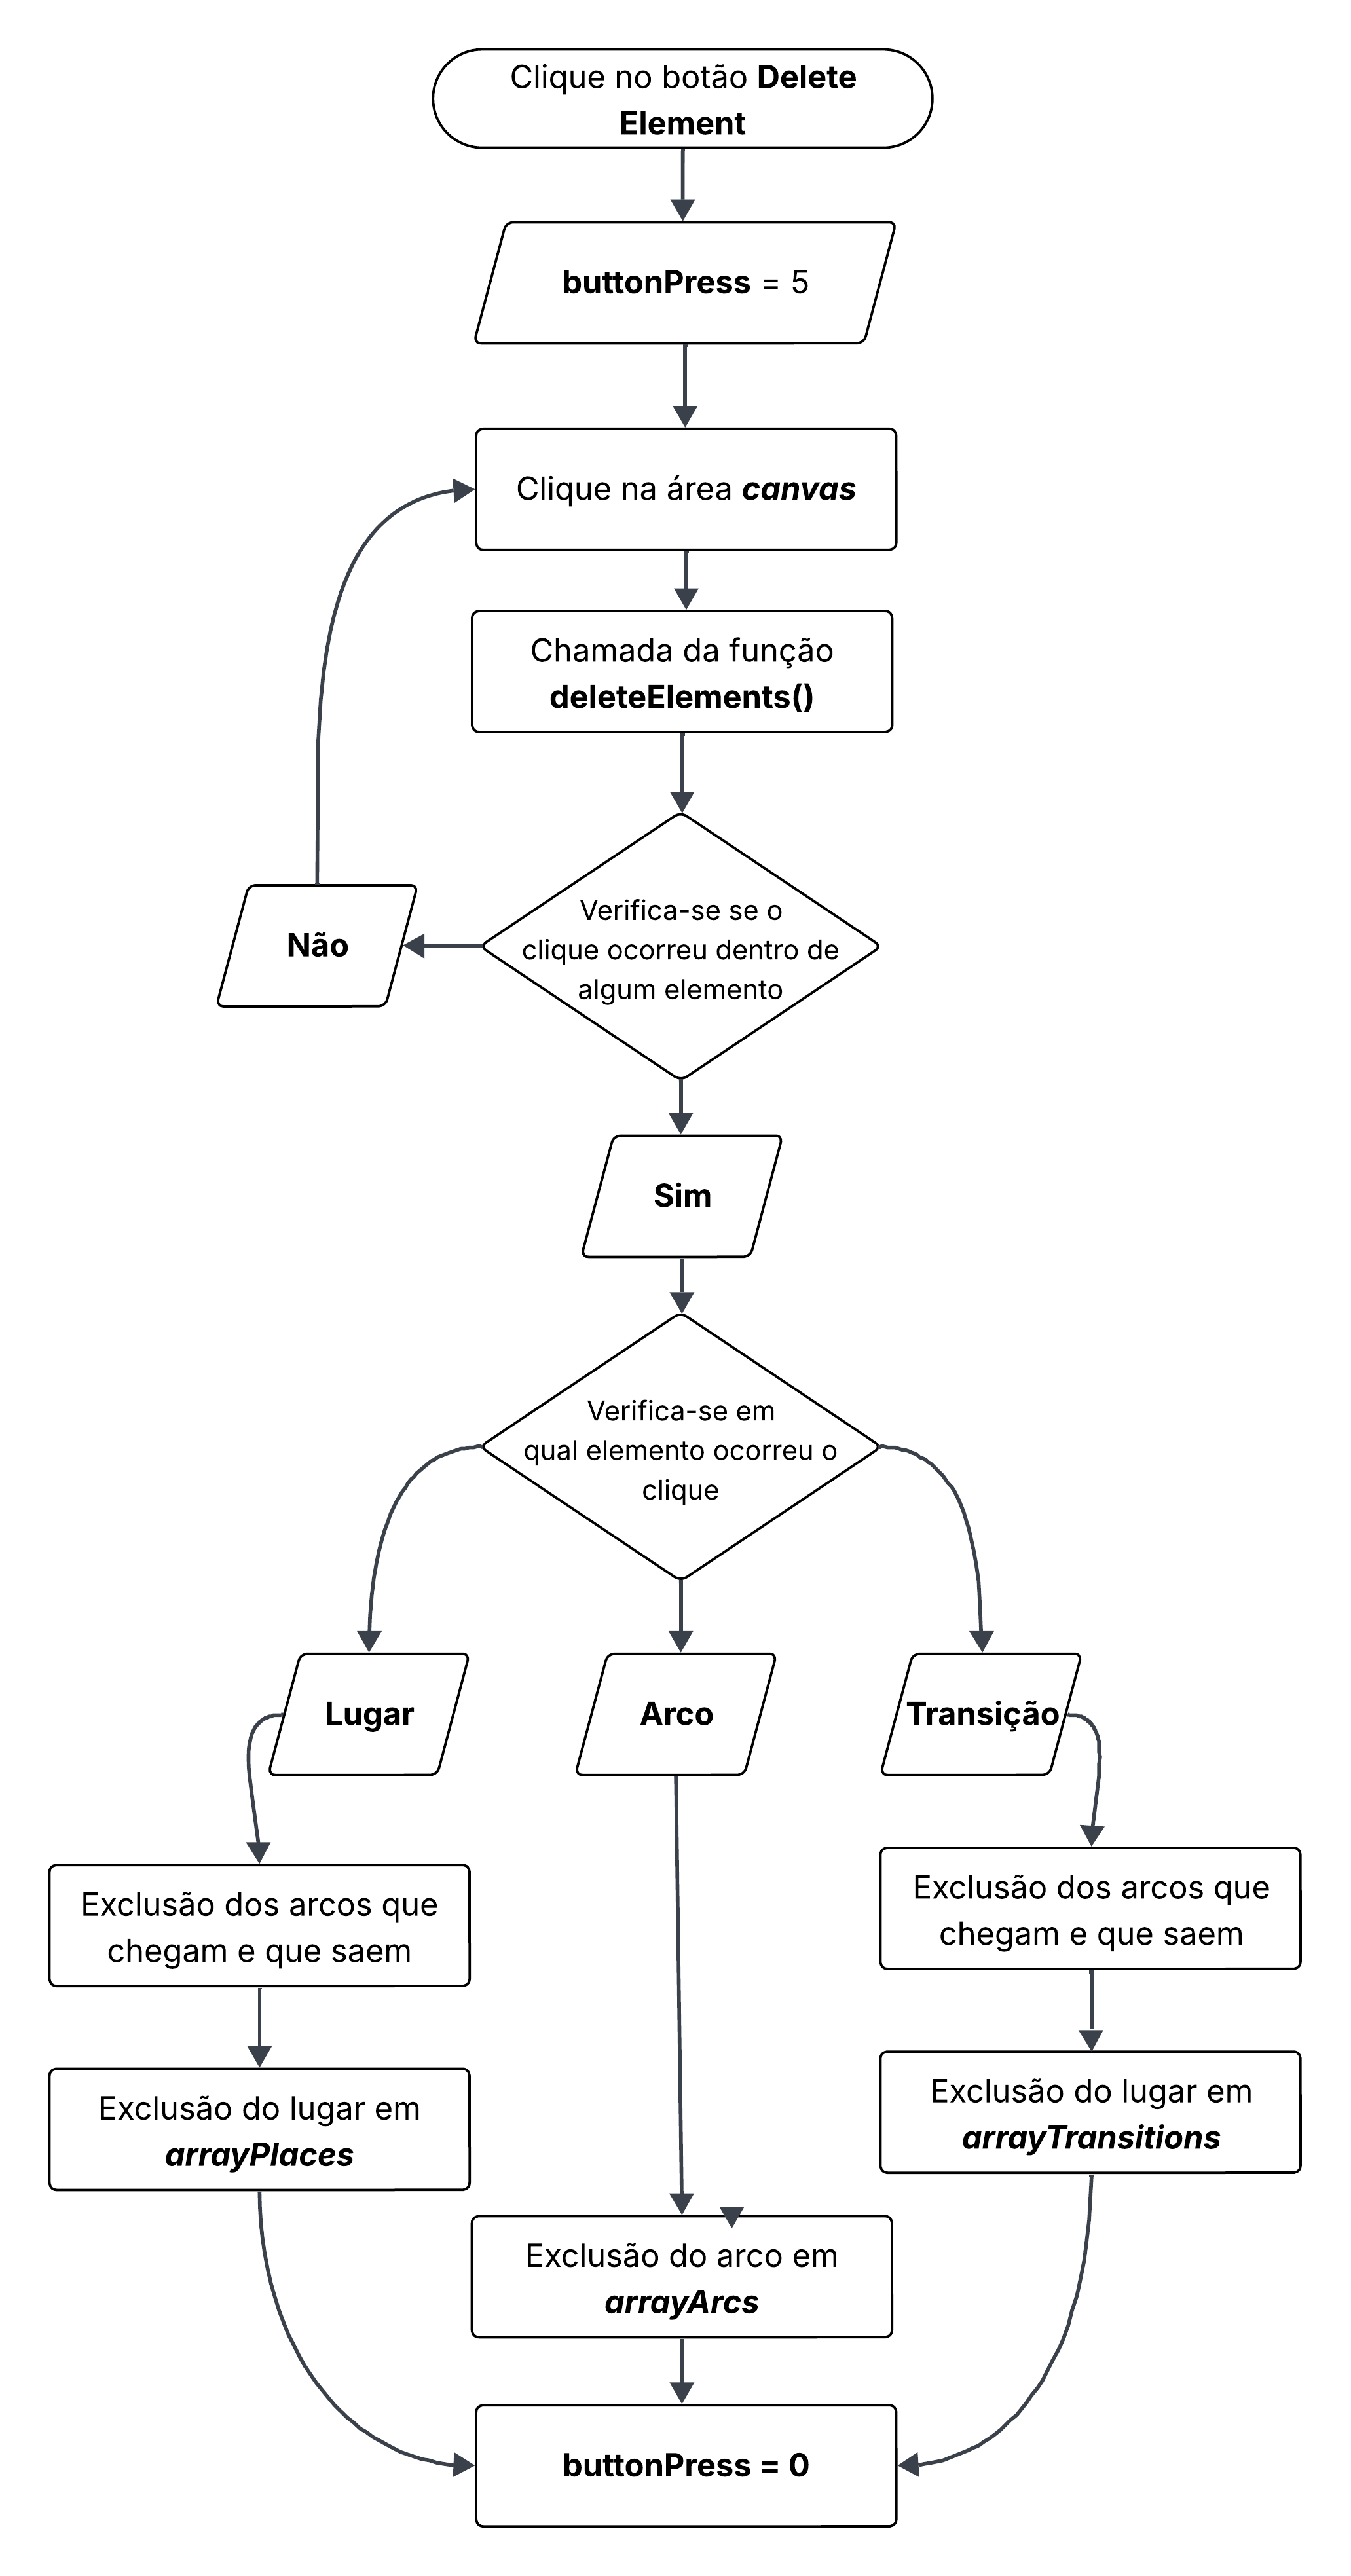 Clique no botão Delete
Element
buttonPress = 5
Clique na área canvas
Chamada da função
deleteElements()
Verifica-se se o
clique ocorreu dentro de
algum elemento
Não
Sim
Verifica-se em
qual elemento ocorreu o
clique
Lugar
Arco
Transição
Exclusão dos arcos que
chegam e que saem
Exclusão dos arcos que
chegam e que saem
Exclusão do lugar em
arrayPlaces
Exclusão do lugar em
arrayTransitions
Exclusão do arco em
arrayArcs
buttonPress = 0